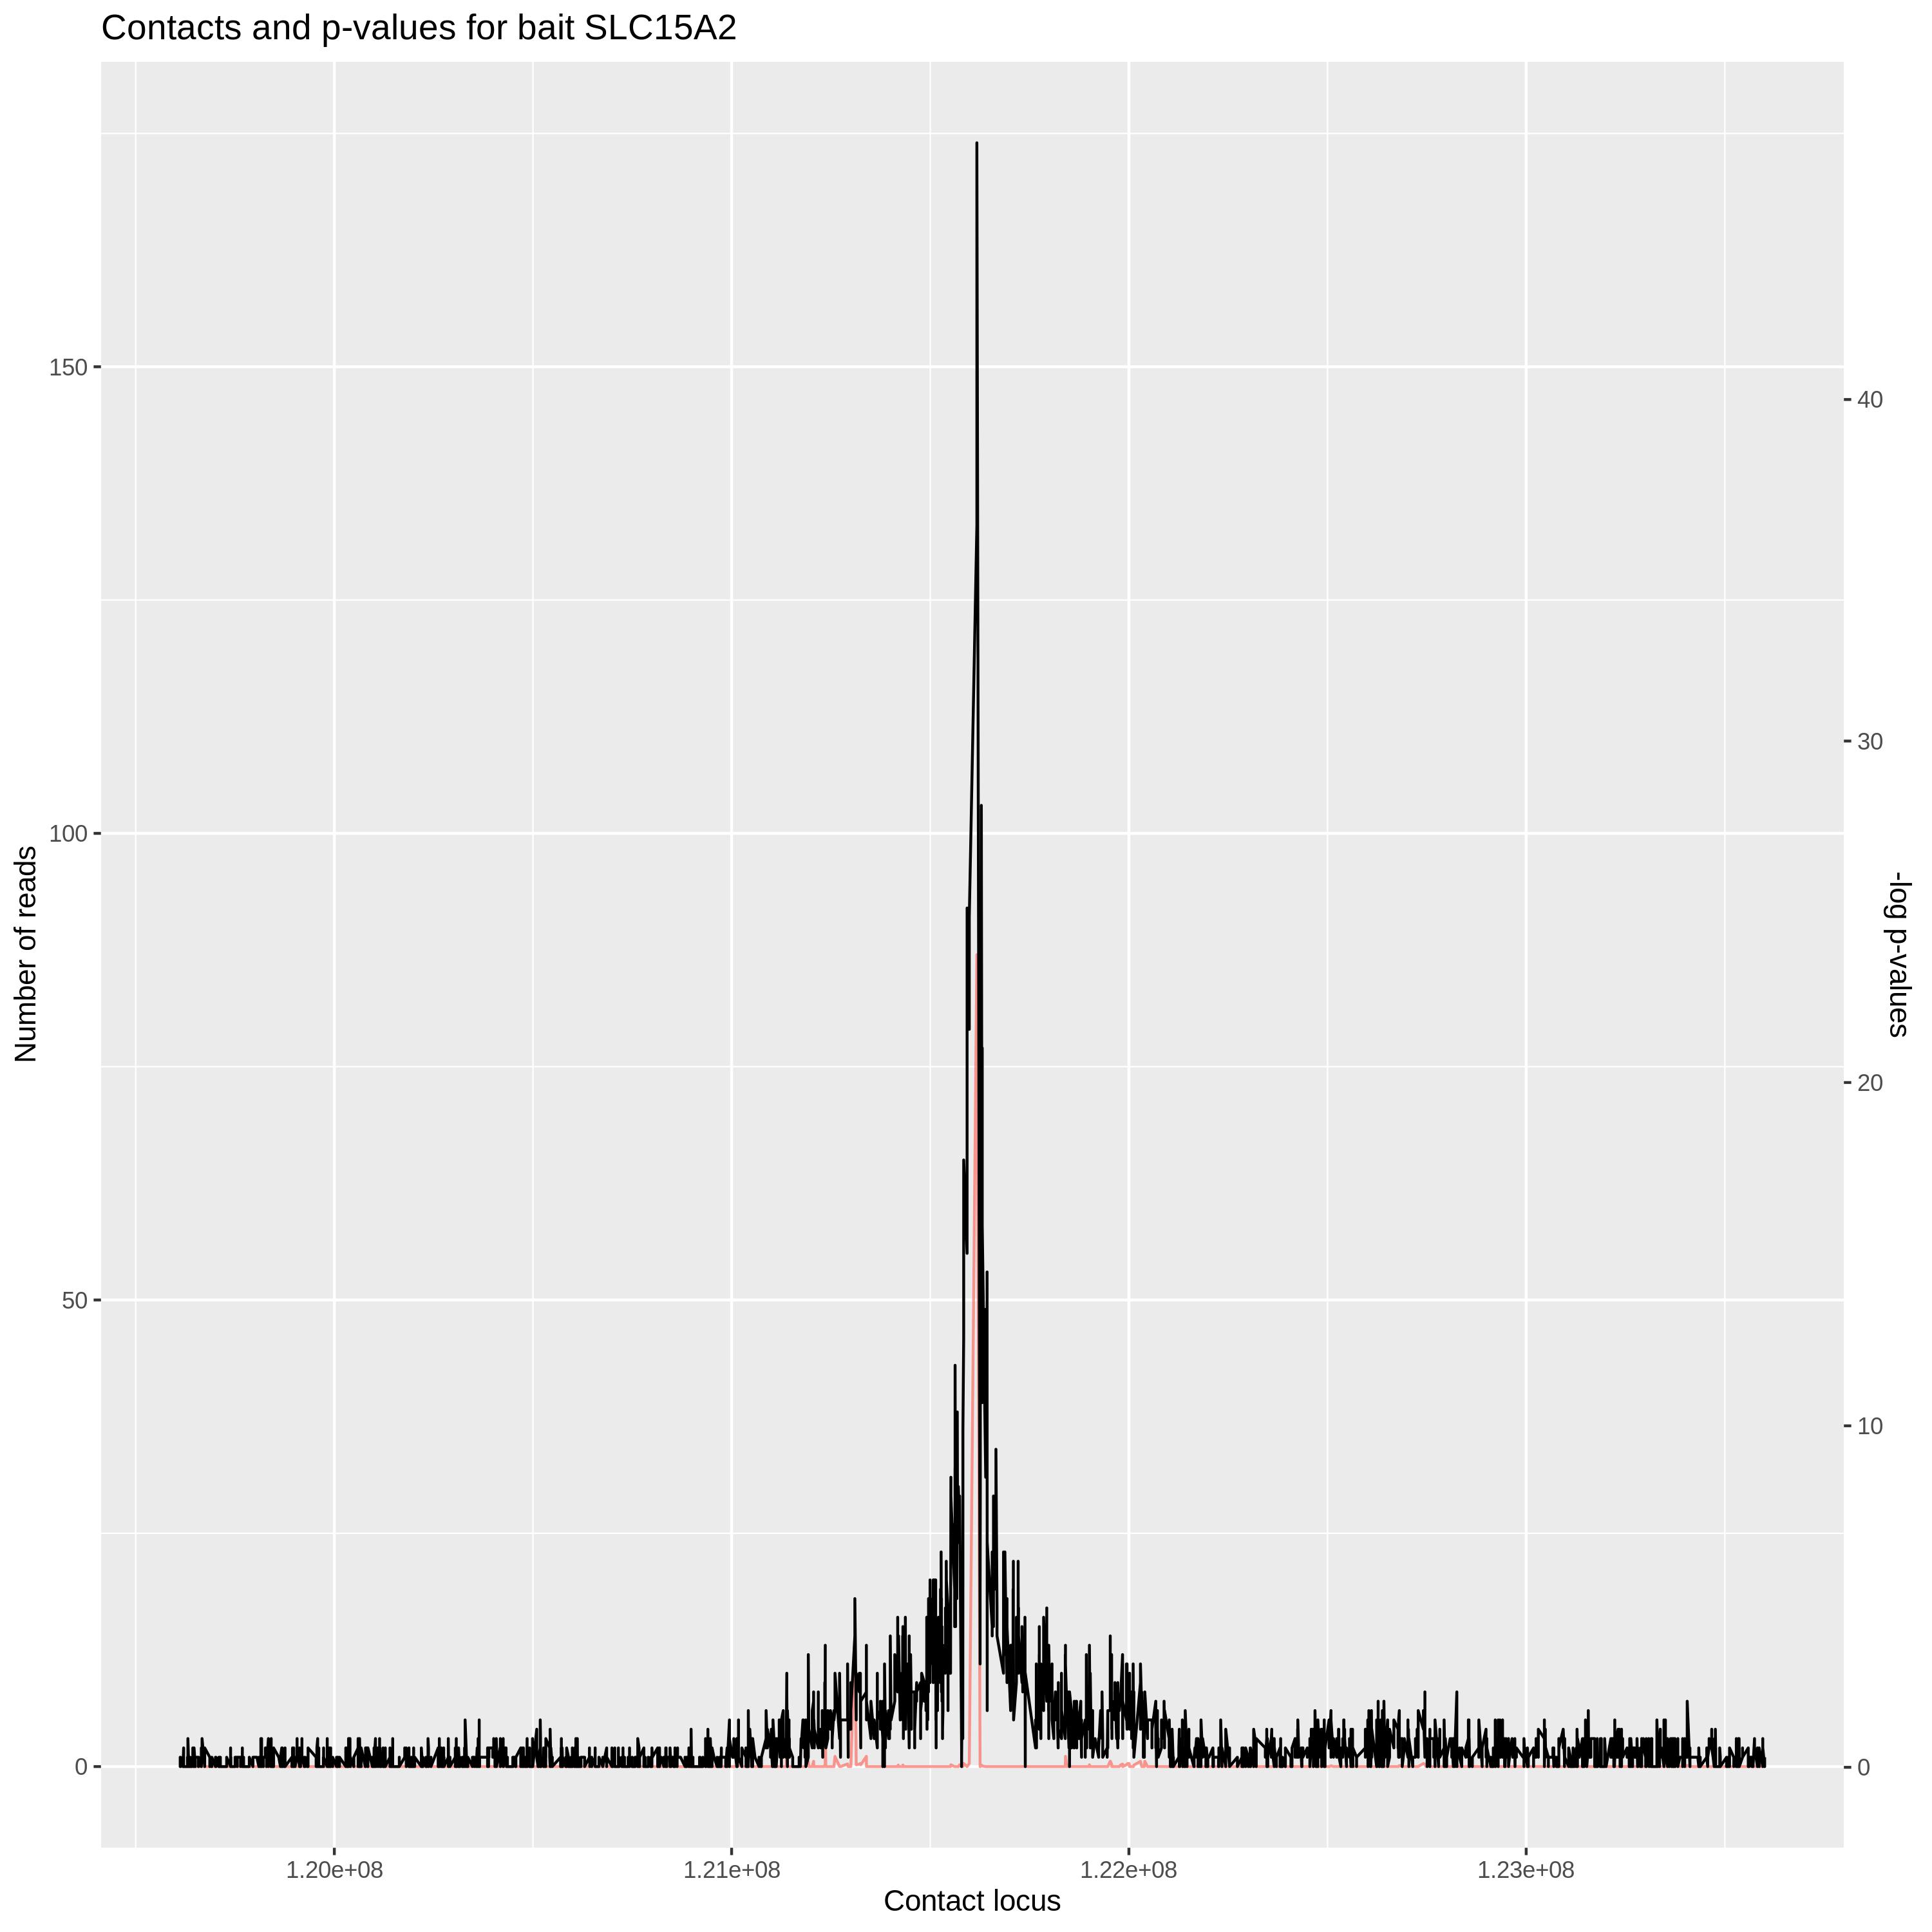 Contacts and p-values for bait SLC15A2
150
100
50
0
Number of reads
40
30
20
10
0
-log p-values
1.20e+08
1.21e+08
1.22e+08
1.23e+08
Contact locus